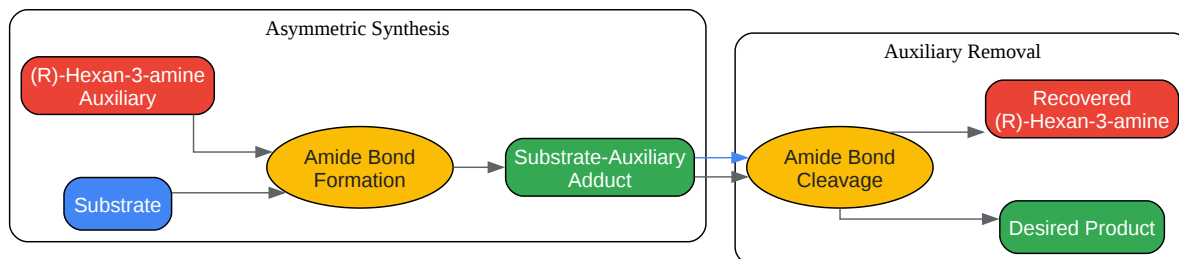 Asymmetric Synthesis
(R)-Hexan-3-amine
Auxiliary
Substrate
Amide Bond
Formation
Substrate-Auxiliary
Adduct
Auxiliary Removal
Amide Bond
Cleavage
Recovered
(R)-Hexan-3-amine
Desired Product